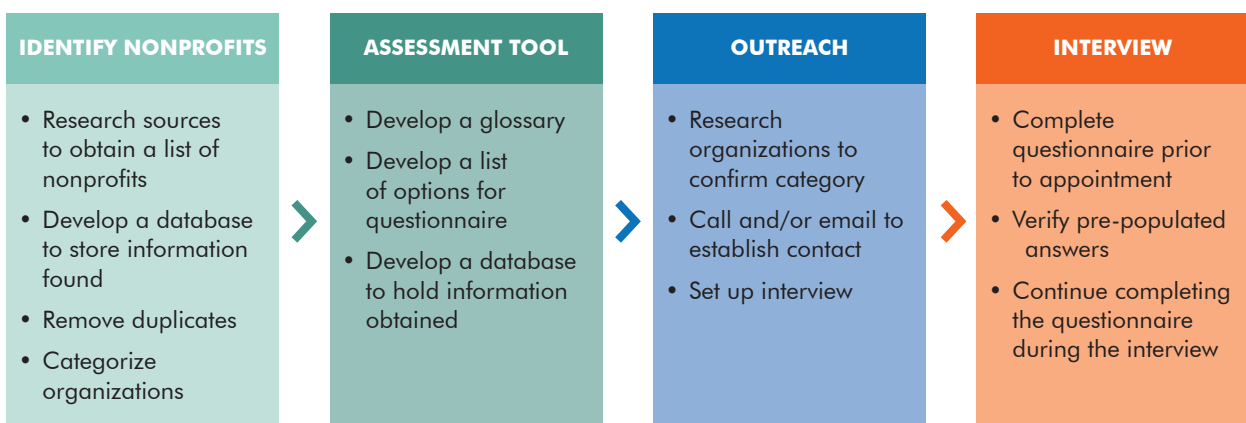 IDENTIFY NONPROFITS
• Research sources
to obtain a list of
nonprofits
• Develop a database
to store information
found
• Remove duplicates
• Categorize
organizations
ASSESSMENT TOOL
• Develop a glossary
• Develop a list
of options for
questionnaire
• Develop a database
to hold information
obtained
OUTREACH
• Research
organizations to
confirm category
• Call and/or email to
establish contact
• Set up interview
INTERVIEW
• Complete
questionnaire prior
to appointment
• Verify pre-populated
answers
• Continue completing
the questionnaire
during the interview